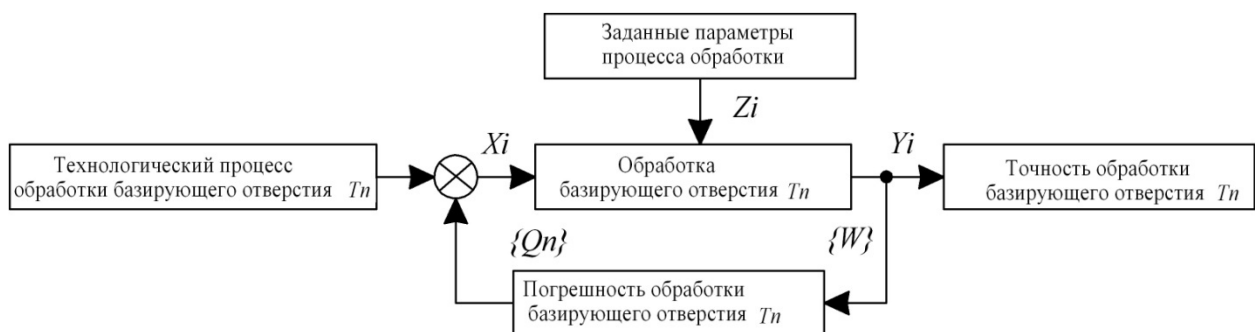 Заданные параметры
процесса обработки
Zi
Технологический процесс
обработки базирующего отверстия Tn
Xi
Обработка
базирующего отверстия Tn
Yi
Точность обработки
базирующего отверстия Tn
{Qn}
{W}
Погрешность обработки
базирующего отверстия Tn